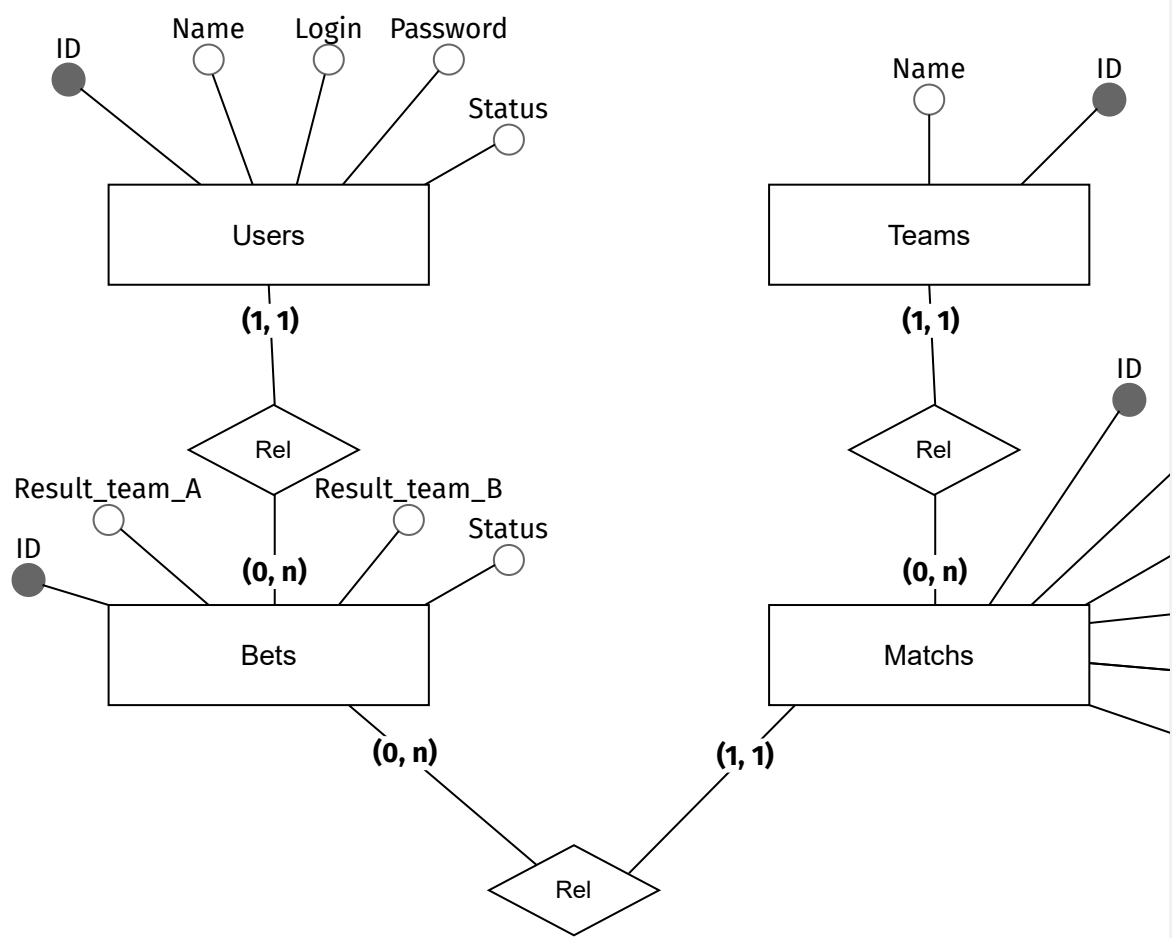 Name
Login
Password
ID
Status
Users
(1, 1)
Rel
Result_team_A
Result_team_B
Status
ID
(0, n)
Bets
(0, n)
Name
ID
Teams
(1, 1)
ID
Rel
(0, n)
Matchs
(1, 1)
Rel